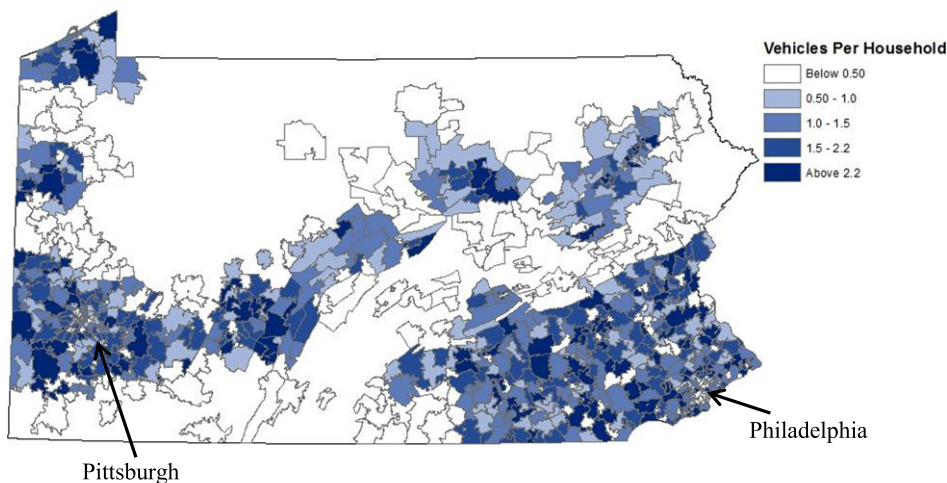 Vehicles Per Household
Below 0.50
0.50 - 1.0
1.0 - 1.5
1.5 - 2.2
Above 2.2
Philadelphia
Pittsburgh